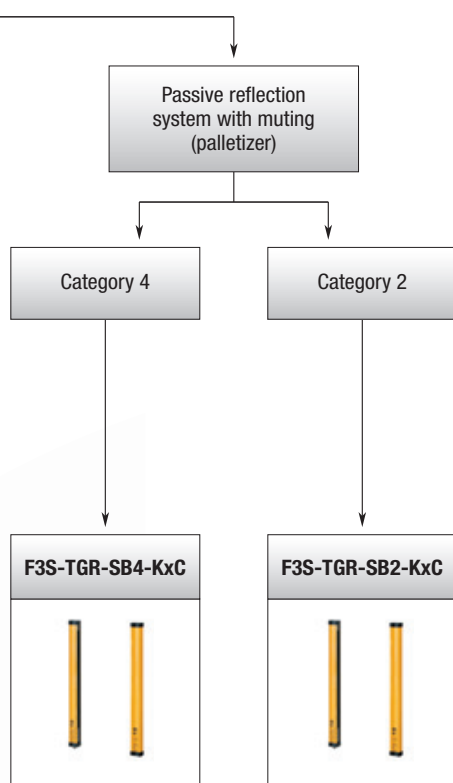 Passive reflection
system with muting
(palletizer)
Category 4
Category 2
F3S-TGR-SB4-KxC
F3S-TGR-SB2-KxC